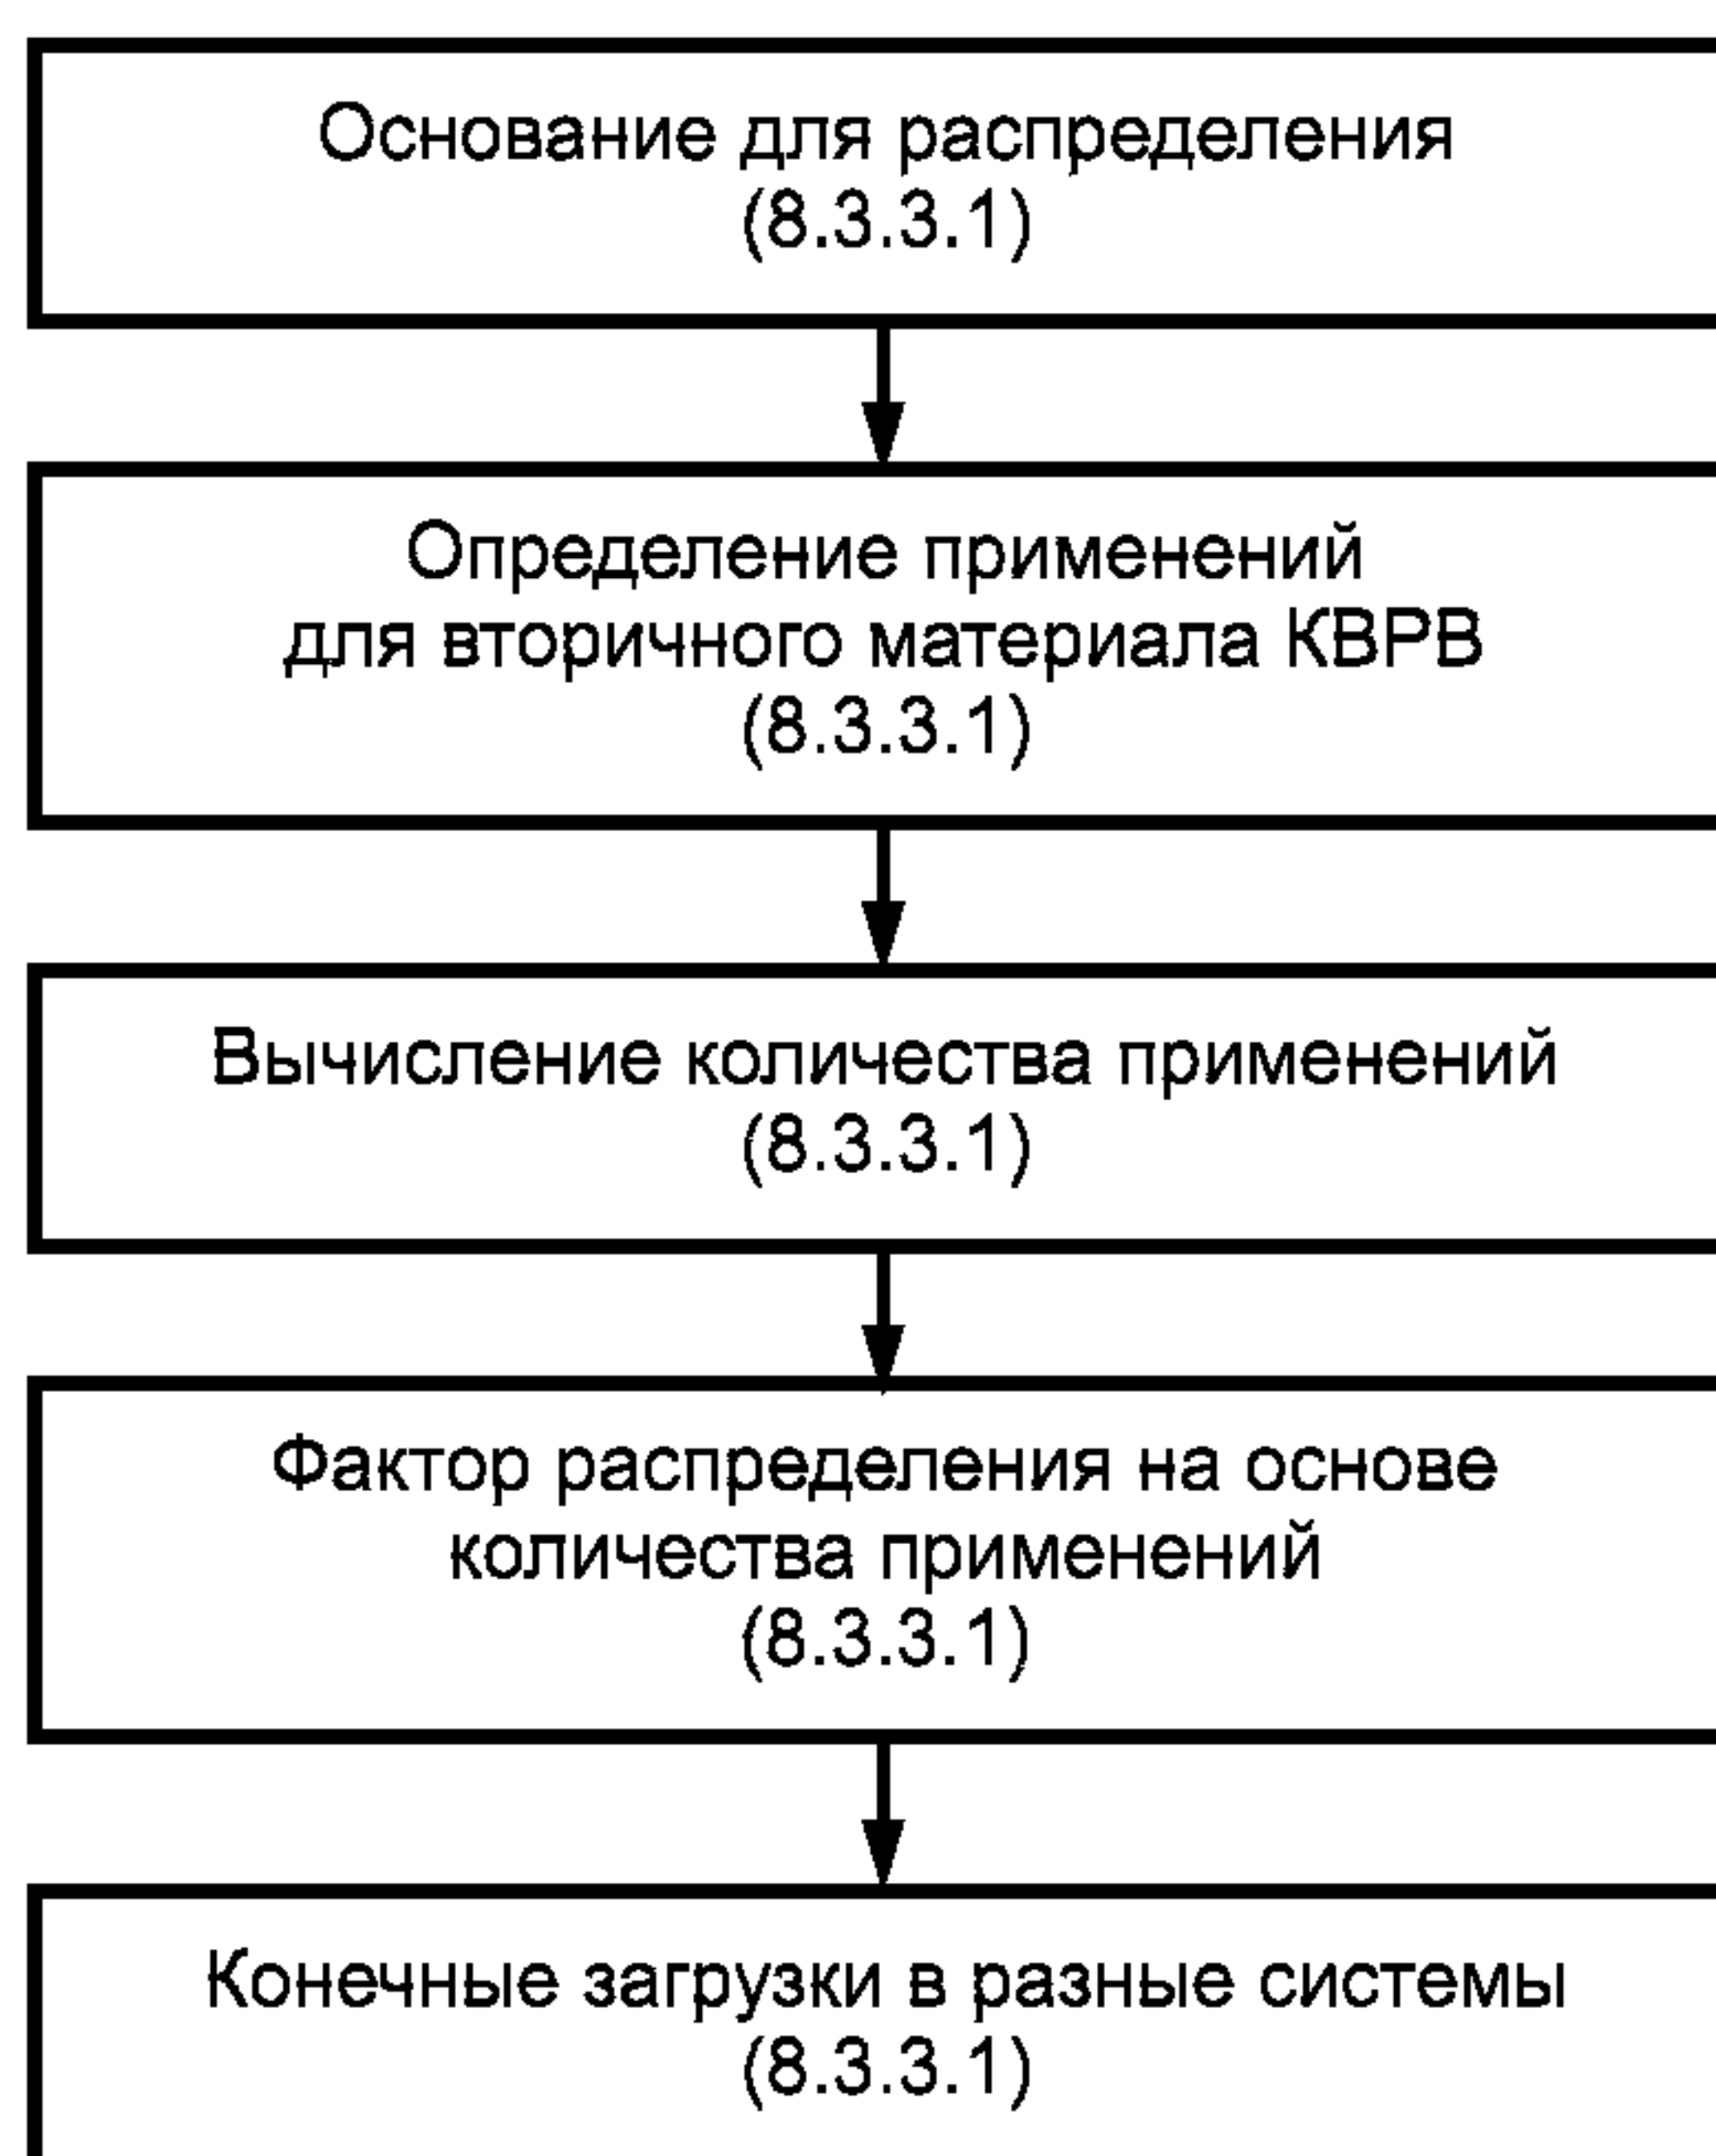 Основание для распределения
(8.3.3.1)
Определение применений
для вторичного материала КВРВ
(8.3.3.1)
Вычисление количества применений
(8.3.3.1)
Фактор распределения на основе
количества применений
(8.3.3.1)
Конечные загрузки в разные системы
(8.3.3.1)